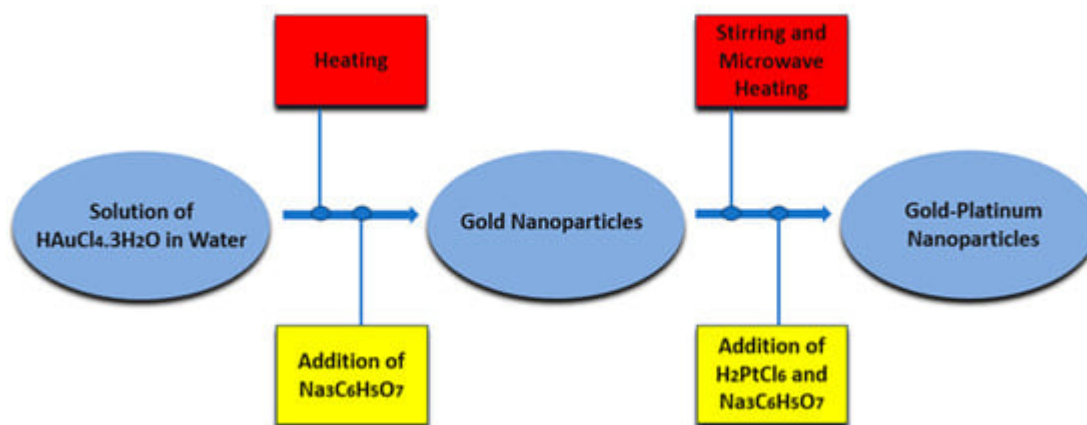 Heating
Stirring and
Microwave
Heating
Solution of
HAuCl₄.3H₂O in Water
Gold Nanoparticles
Gold-Platinum
Nanoparticles
Addition of
Na₃C₆H₅O₇
Addition of
H₂PtCl₆ and
Na₃C₆H₅O₇